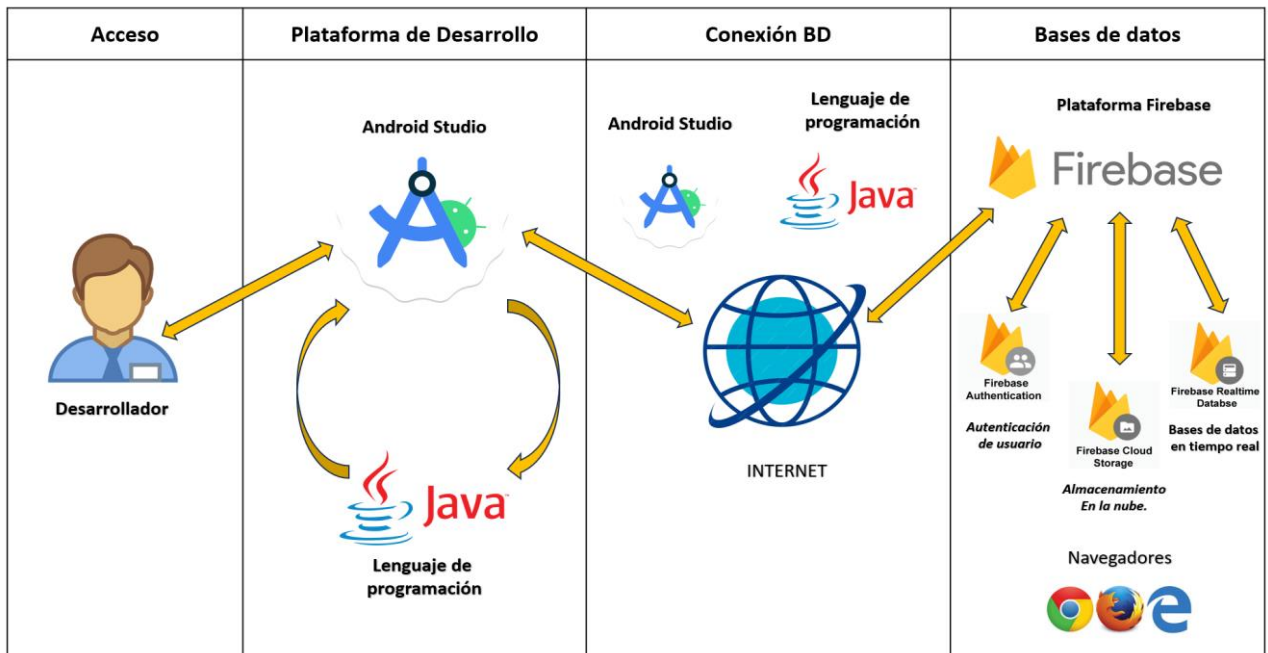 Acceso
Plataforma de Desarrollo
Conexión BD
Bases de datos
Desarrollador
Android Studio
Java
Lenguaje de
programación
Android Studio
Lenguaje de
programación
Java
INTERNET
Plataforma Firebase
Firebase
Firebase
Authentication
Autenticación
de usuario
Firebase Cloud
Storage
Almacenamiento
En la nube.
Firebase Realtime
Databse
Bases de datos
en tiempo real
Navegadores